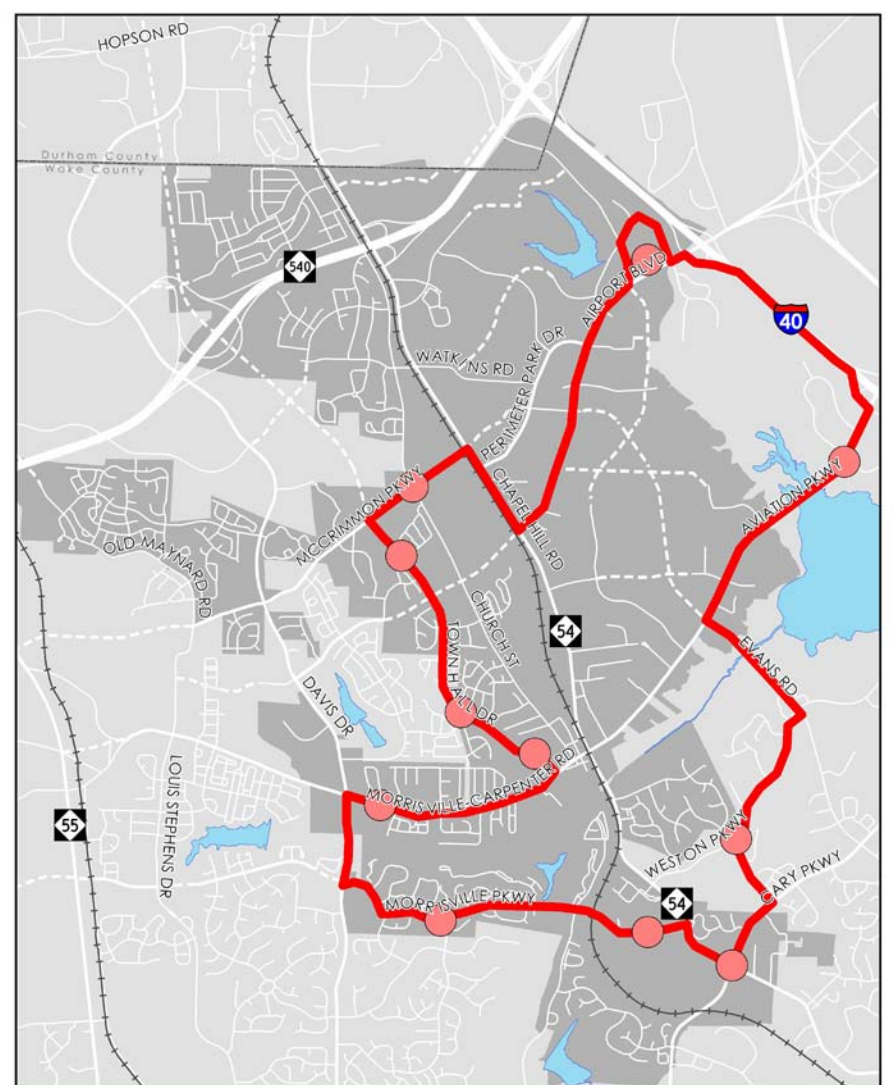 HOPSON RD
Durham County
Wake County
540
AIRPORT BLVD
40
WATKINS RD
PERIMETER PARK DR
CHAPEL HILL RD
MCCRIMMON PKWY
AVIATION PKWY
OLD MAYNARD RD
CHURCH ST
54
TOWNHALL DR
EVANS RD
DAVIS DR
LOUIS STEPHENS DR
MORRISVILLE-CARPENTER RD
55
WESTON PKWY
CARY PKWY
MORRISVILLE PKWY
54